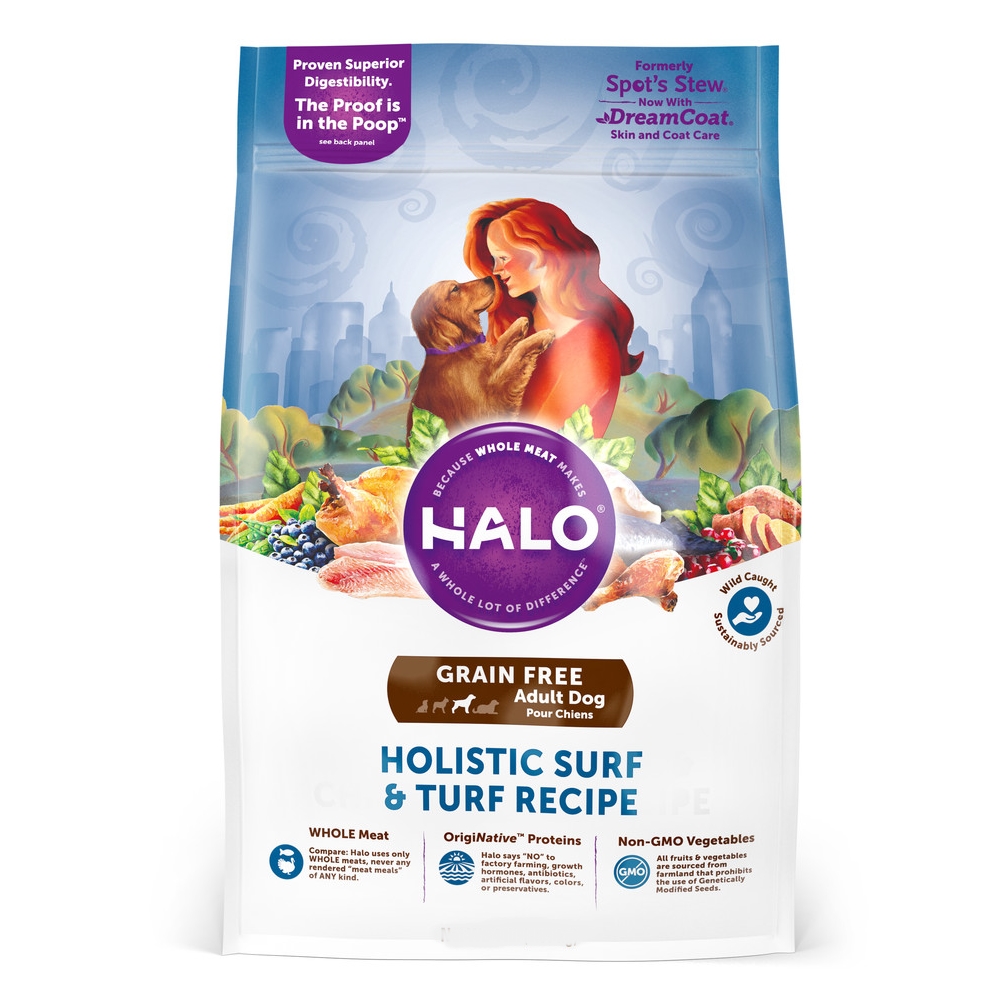 Proven Superior
Digestibility.
The Proof is
in the Poop™
see back panel
Formerly
Spot's Stew®
Now With
DreamCoat®
Skin and Coat Care
BECAUSE WHOLE MEAT MAKES
HALO®
A WHOLE LOT OF DIFFERENCE™
Wild Caught
Sustainably Sourced
GRAIN FREE
Adult Dog
Pour Chiens
HOLISTIC SURF
& TURF RECIPE
WHOLE Meat
Compare: Halo uses only
WHOLE meats, never any
rendered "meat meals"
of ANY kind.
OrigiNative™ Proteins
Halo says "NO" to
factory farming, growth
hormones, antibiotics,
artificial flavors, colors,
or preservatives.
Non-GMO Vegetables
GMO
All fruits & vegetables
are sourced from
farmland that prohibits
the use of Genetically
Modified Seeds.